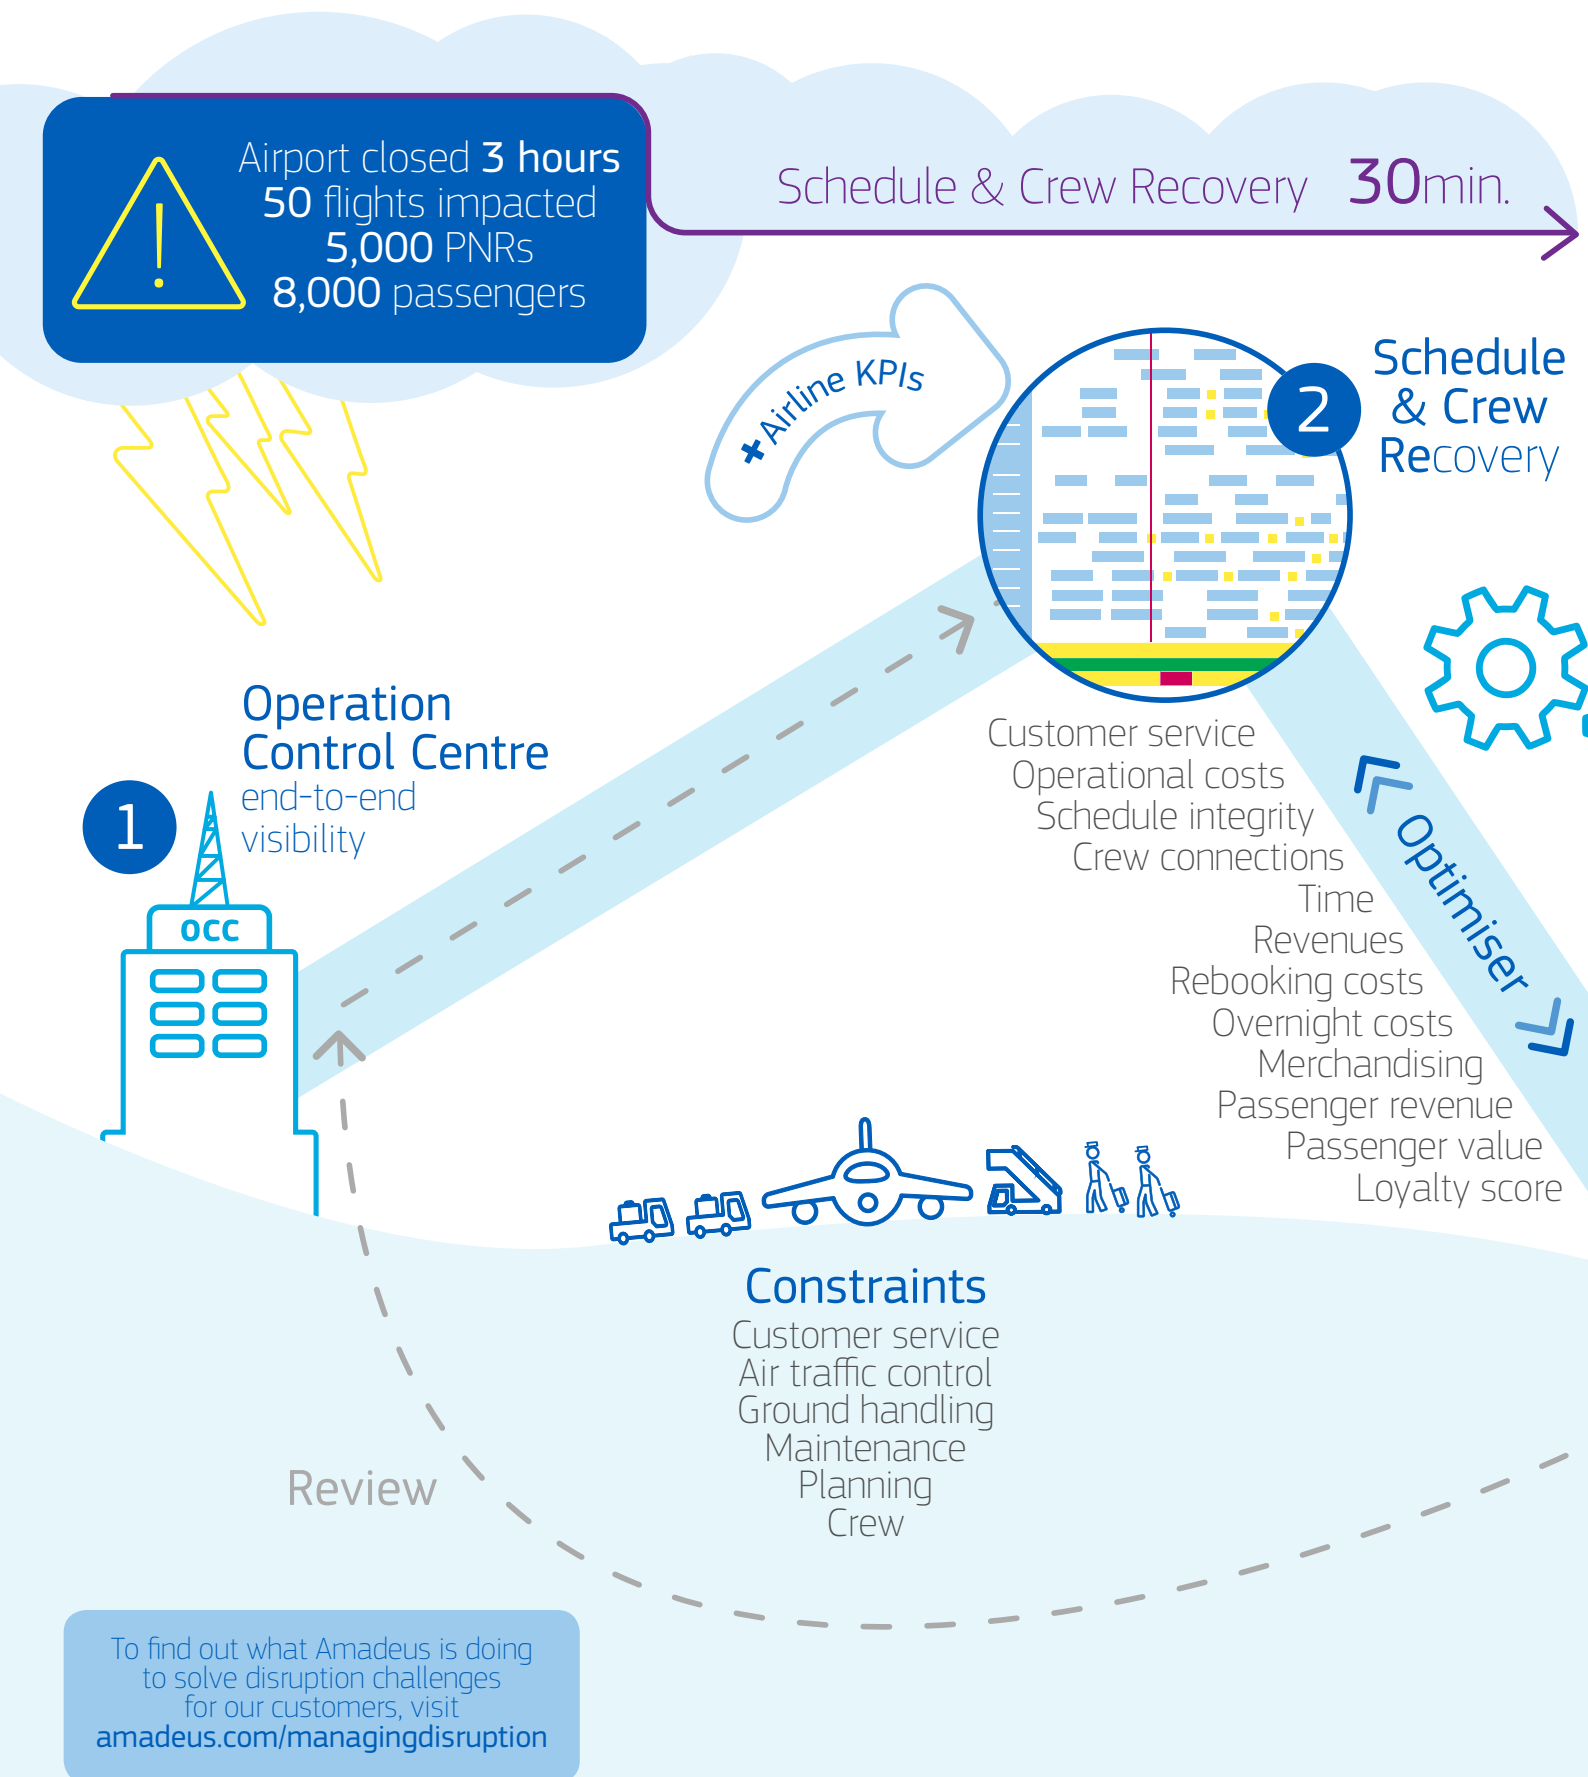 Airport closed 3 hours
50 flights impacted
5,000 PNRs
8,000 passengers
Schedule & Crew Recovery 30min.
+ Airline KPIs
2
Schedule
& Crew
Recovery
1
Operation
Control Centre
end-to-end
visibility
OCC
Customer service
Operational costs
Schedule integrity
Crew connections
Time
Revenues
Rebooking costs
Overnight costs
Merchandising
Passenger revenue
Passenger value
Loyalty score
Optimiser
Constraints
Customer service
Air traffic control
Ground handling
Maintenance
Planning
Crew
Review
To find out what Amadeus is doing
to solve disruption challenges
for our customers, visit
amadeus.com/managingdisruption